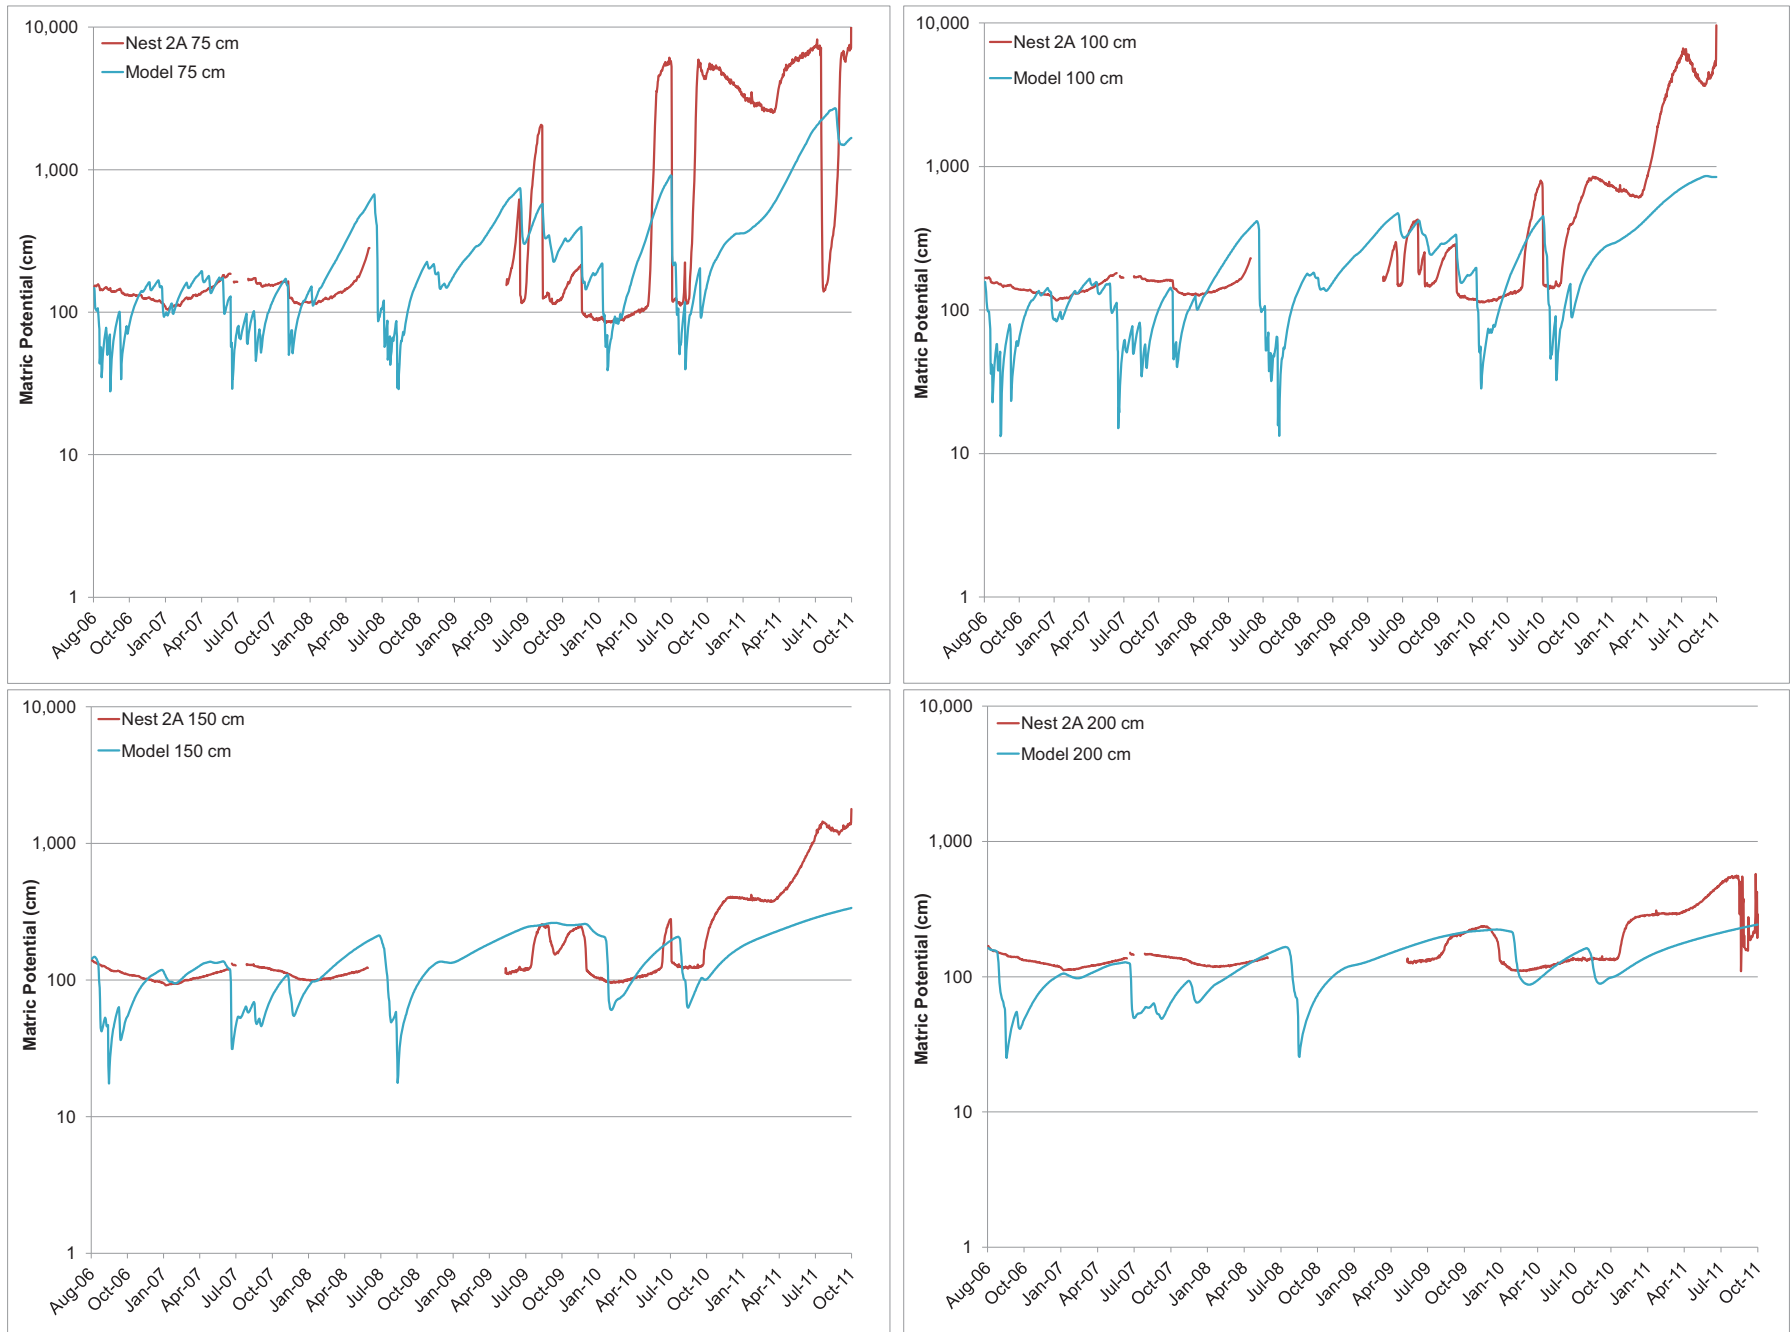 10,000
1,000
100
10
1
Matric Potential (cm)
Nest 2A 75 cm
Model 75 cm
Aug-06
Oct-06
Jan-07
Apr-07
Jul-07
Oct-07
Jan-08
Apr-08
Jul-08
Oct-08
Jan-09
Apr-09
Jul-09
Oct-09
Jan-10
Apr-10
Jul-10
Oct-10
Jan-11
Apr-11
Jul-11
Oct-11
10,000
1,000
100
10
1
Matric Potential (cm)
Nest 2A 100 cm
Model 100 cm
Aug-06
Oct-06
Jan-07
Apr-07
Jul-07
Oct-07
Jan-08
Apr-08
Jul-08
Oct-08
Jan-09
Apr-09
Jul-09
Oct-09
Jan-10
Apr-10
Jul-10
Oct-10
Jan-11
Apr-11
Jul-11
Oct-11
10,000
1,000
100
10
1
Matric Potential (cm)
Nest 2A 150 cm
Model 150 cm
Aug-06
Oct-06
Jan-07
Apr-07
Jul-07
Oct-07
Jan-08
Apr-08
Jul-08
Oct-08
Jan-09
Apr-09
Jul-09
Oct-09
Jan-10
Apr-10
Jul-10
Oct-10
Jan-11
Apr-11
Jul-11
Oct-11
10,000
1,000
100
10
1
Matric Potential (cm)
Nest 2A 200 cm
Model 200 cm
Aug-06
Oct-06
Jan-07
Apr-07
Jul-07
Oct-07
Jan-08
Apr-08
Jul-08
Oct-08
Jan-09
Apr-09
Jul-09
Oct-09
Jan-10
Apr-10
Jul-10
Oct-10
Jan-11
Apr-11
Jul-11
Oct-11